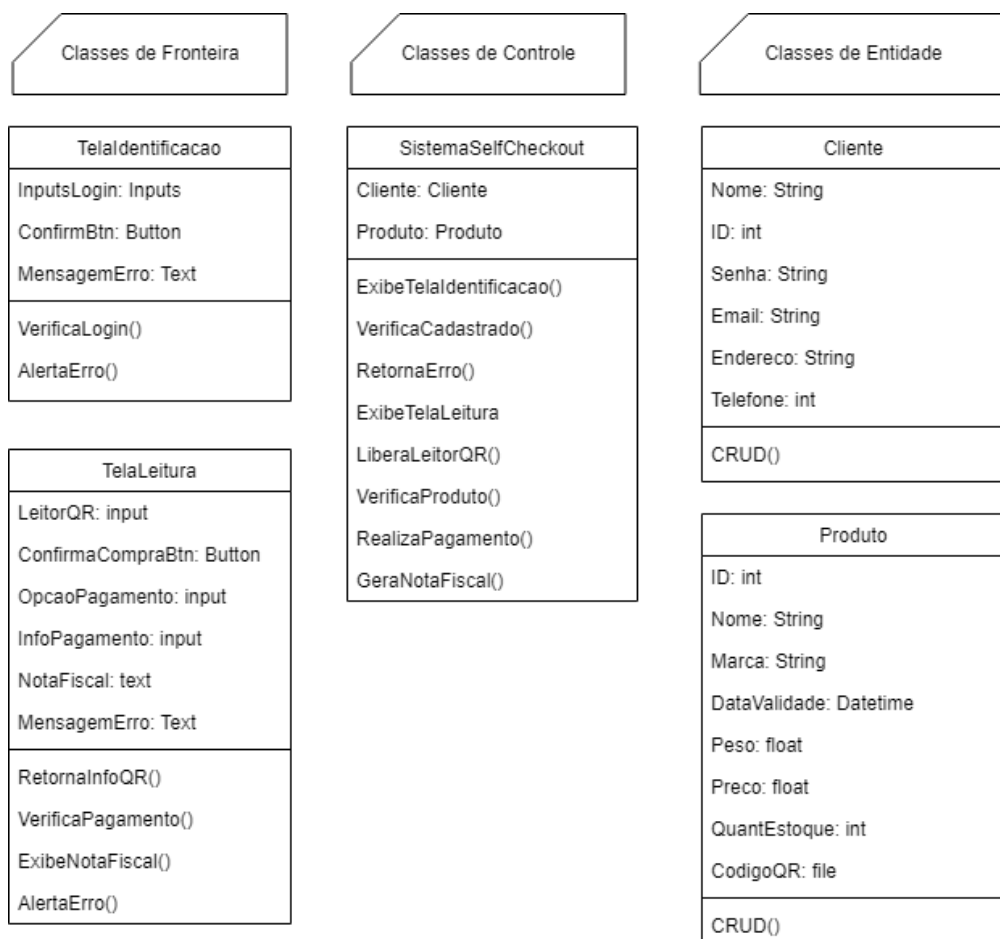 Classes de Fronteira
TelaIdentificacao
InputsLogin: Inputs
ConfirmBtn: Button
MensagemErro: Text
VerificaLogin()
AlertaErro()
TelaLeitura
LeitorQR: input
ConfirmaCompraBtn: Button
OpcaoPagamento: input
InfoPagamento: input
NotaFiscal: text
MensagemErro: Text
RetornaInfoQR()
VerificaPagamento()
ExibeNotaFiscal()
AlertaErro()
Classes de Controle
SistemaSelfCheckout
Cliente: Cliente
Produto: Produto
ExibeTelaIdentificacao()
VerificaCadastrado()
RetornaErro()
ExibeTelaLeitura
LiberaLeitorQR()
VerificaProduto()
RealizaPagamento()
GeraNotaFiscal()
Classes de Entidade
Cliente
Nome: String
ID: int
Senha: String
Email: String
Endereco: String
Telefone: int
CRUD()
Produto
ID: int
Nome: String
Marca: String
DataValidade: Datetime
Peso: float
Preco: float
QuantEstoque: int
CodigoQR: file
CRUD()